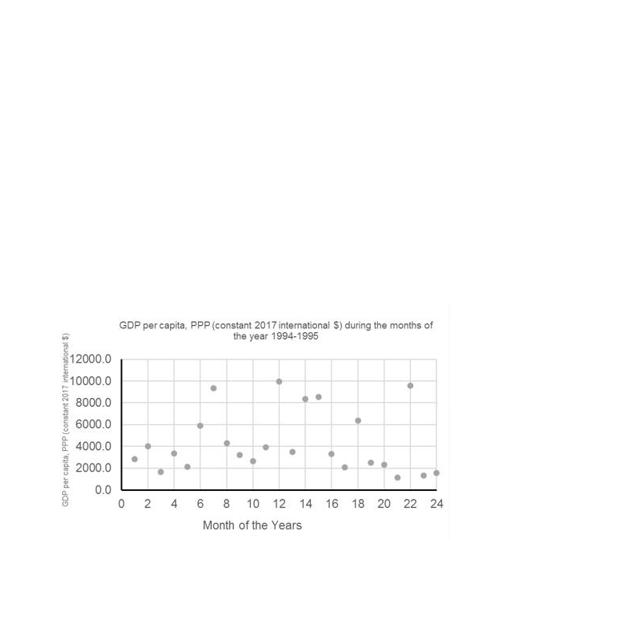 GDP per capita, PPP (constant 2017 international $) during the months of
the year 1994-1995
GDP per capita, PPP (constant 2017 international $)
12000.0
10000.0
8000.0
6000.0
4000.0
2000.0
0.0
0 2 4 6 8 10 12 14 16 18 20 22 24
Month of the Years